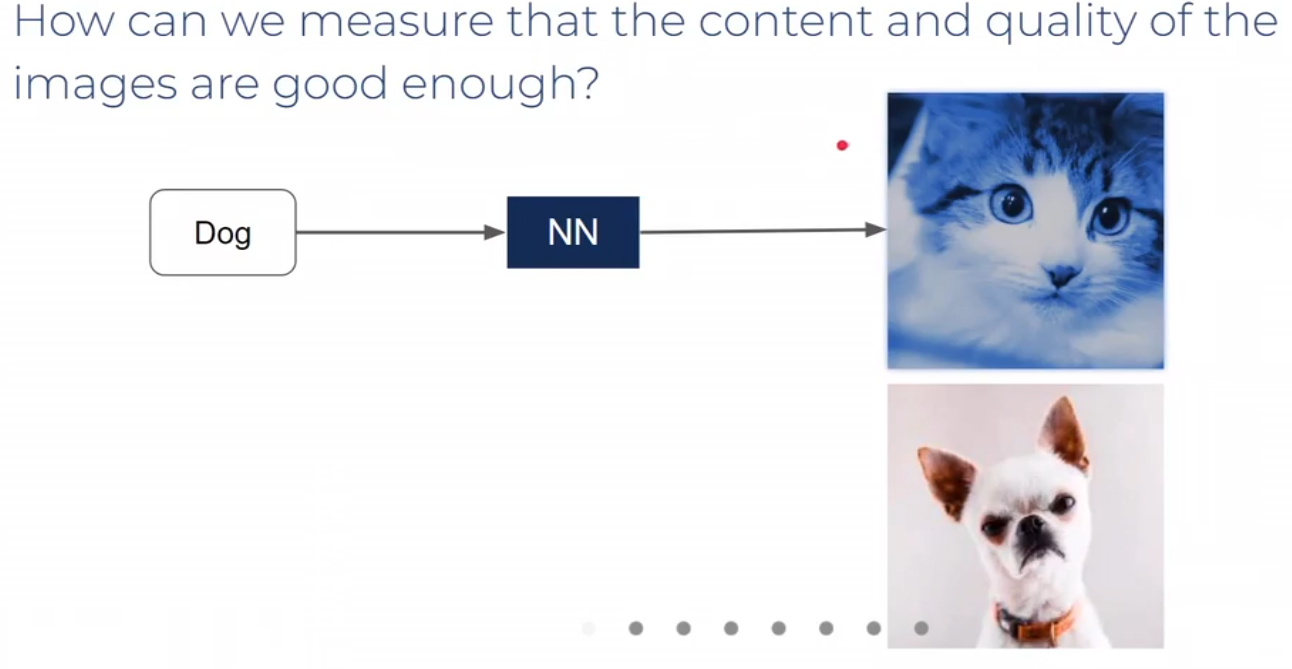 How can we measure that the content and quality of the
images are good enough?
Dog
NN